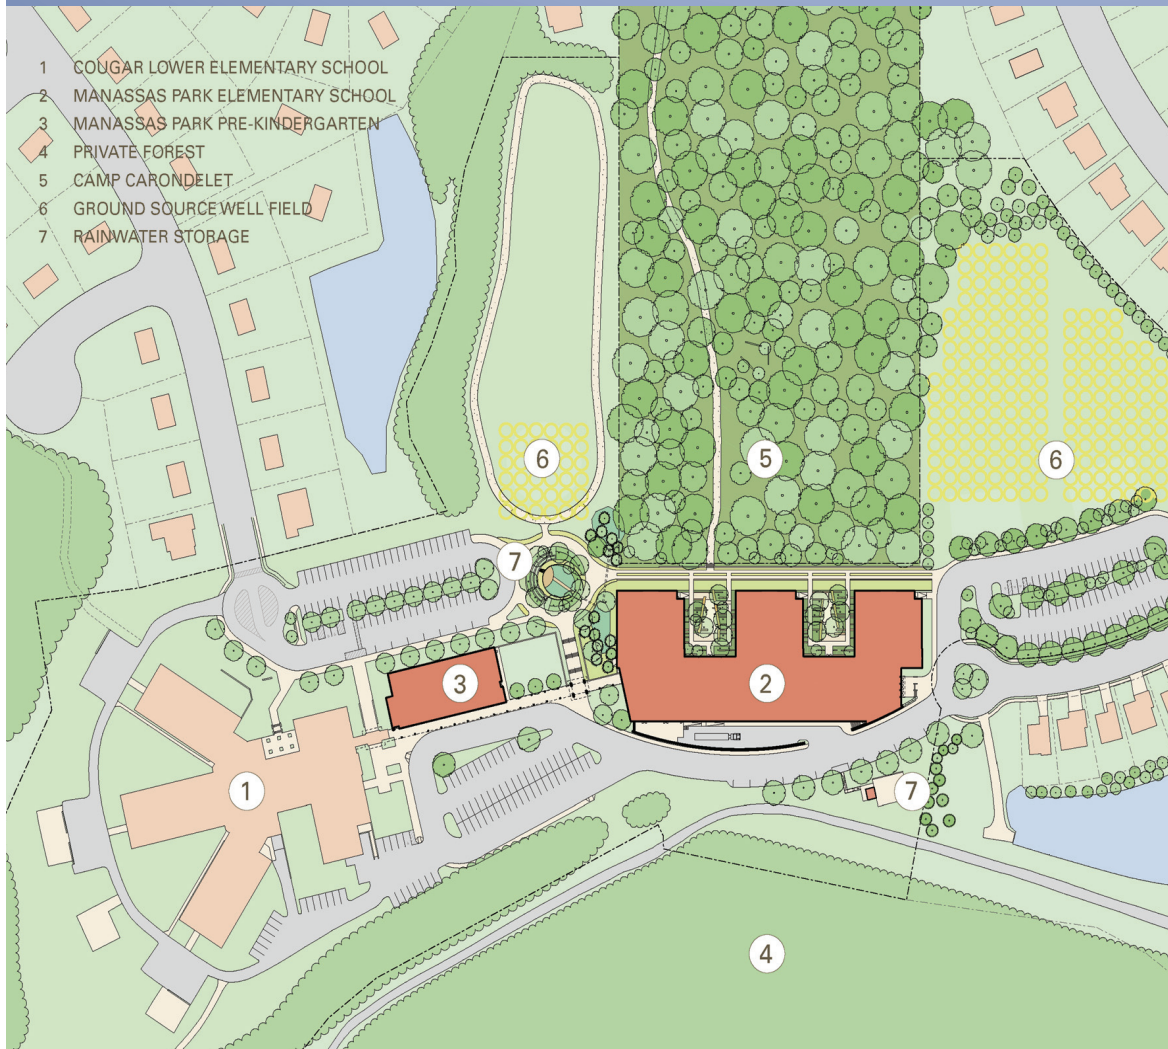 1 COUGAR LOWER ELEMENTARY SCHOOL
2 MANASSAS PARK ELEMENTARY SCHOOL
3 MANASSAS PARK PRE-KINDERGARTEN
4 PRIVATE FOREST
5 CAMP CARONDELET
6 GROUND SOURCE WELL FIELD
7 RAINWATER STORAGE
6
5
6
7
3
2
1
7
4